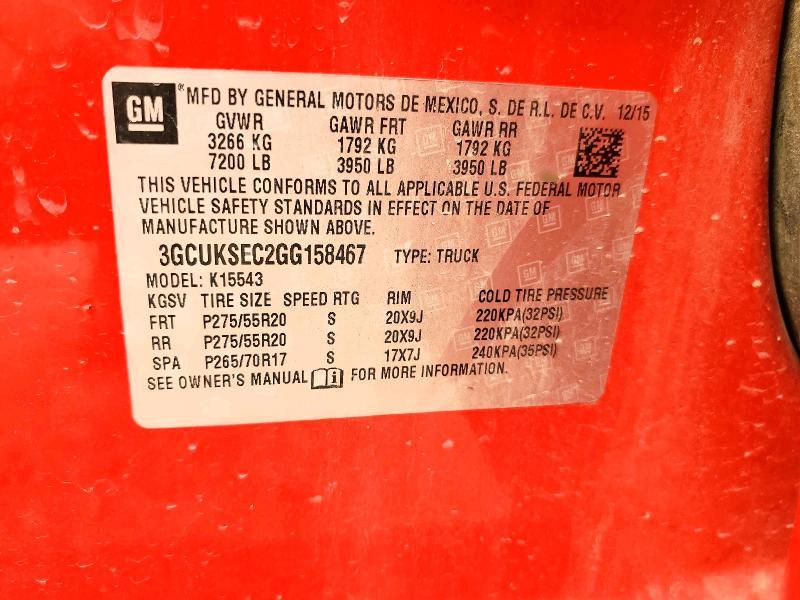 GM ® MFD BY GENERAL MOTORS DE MEXICO, S. DE R.L. DE C.V. 12/15
GVWR GAWR FRT GAWR RR
3266 KG 1792 KG 1792 KG
7200 LB 3950 LB 3950 LB
THIS VEHICLE CONFORMS TO ALL APPLICABLE U.S. FEDERAL MOTOR
VEHICLE SAFETY STANDARDS IN EFFECT ON THE DATE OF
MANUFACTURE SHOWN ABOVE.
3GCUKSEC2GG158467 TYPE: TRUCK
MODEL: K15543
KGSV TIRE SIZE SPEED RTG RIM COLD TIRE PRESSURE
FRT P275/55R20 S 20X9J 220KPA(32PSI)
RR P275/55R20 S 20X9J 220KPA(32PSI)
SPA P265/70R17 S 17X7J 240KPA(35PSI)
SEE OWNER'S MANUAL FOR MORE INFORMATION.